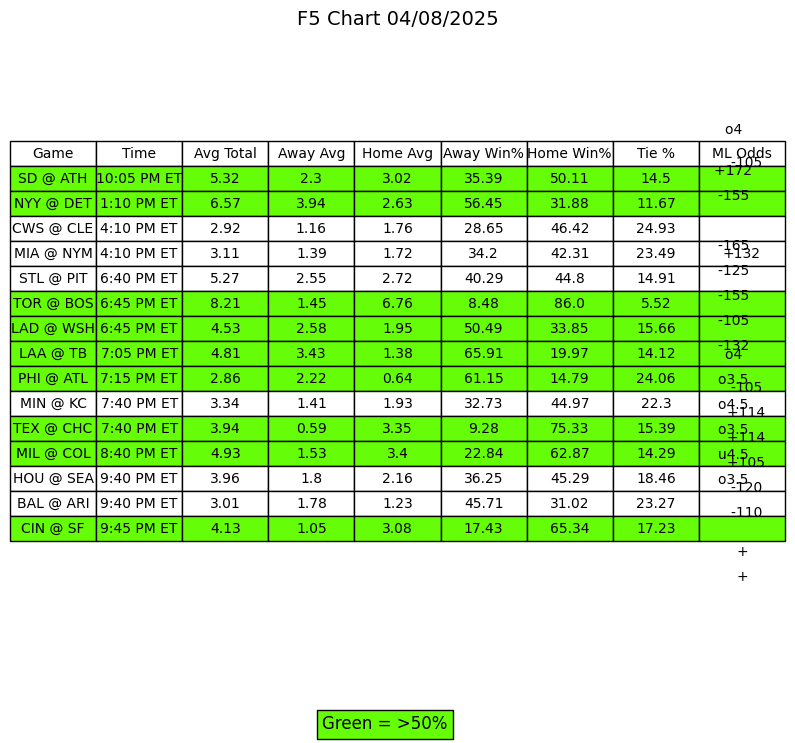 F5 Chart 04/08/2025
o4
Game Time Avg Total Away Avg Home Avg Away Win% Home Win% Tie % ML Odds
-105
+172
SD @ ATH 10:05 PM ET 5.32 2.3 3.02 35.39 50.11 14.5
-155
NYY @ DET 1:10 PM ET 6.57 3.94 2.63 56.45 31.88 11.67
CWS @ CLE 4:10 PM ET 2.92 1.16 1.76 28.65 46.42 24.93
-165
MIA @ NYM 4:10 PM ET 3.11 1.39 1.72 34.2 42.31 23.49 +132
-125
STL @ PIT 6:40 PM ET 5.27 2.55 2.72 40.29 44.8 14.91
-155
TOR @ BOS 6:45 PM ET 8.21 1.45 6.76 8.48 86.0 5.52
-105
LAD @ WSH 6:45 PM ET 4.53 2.58 1.95 50.49 33.85 15.66
-132
LAA @ TB 7:05 PM ET 4.81 3.43 1.38 65.91 19.97 14.12 o4
PHI @ ATL 7:15 PM ET 2.86 2.22 0.64 61.15 14.79 24.06 o3.5
-105
MIN @ KC 7:40 PM ET 3.34 1.41 1.93 32.73 44.97 22.3 o4.5
+114
TEX @ CHC 7:40 PM ET 3.94 0.59 3.35 9.28 75.33 15.39 o3.5
+114
MIL @ COL 8:40 PM ET 4.93 1.53 3.4 22.84 62.87 14.29 u4.5
+105
HOU @ SEA 9:40 PM ET 3.96 1.8 2.16 36.25 45.29 18.46 o3.5
-120
BAL @ ARI 9:40 PM ET 3.01 1.78 1.23 45.71 31.02 23.27
-110
CIN @ SF 9:45 PM ET 4.13 1.05 3.08 17.43 65.34 17.23
+
+
Green = >50%